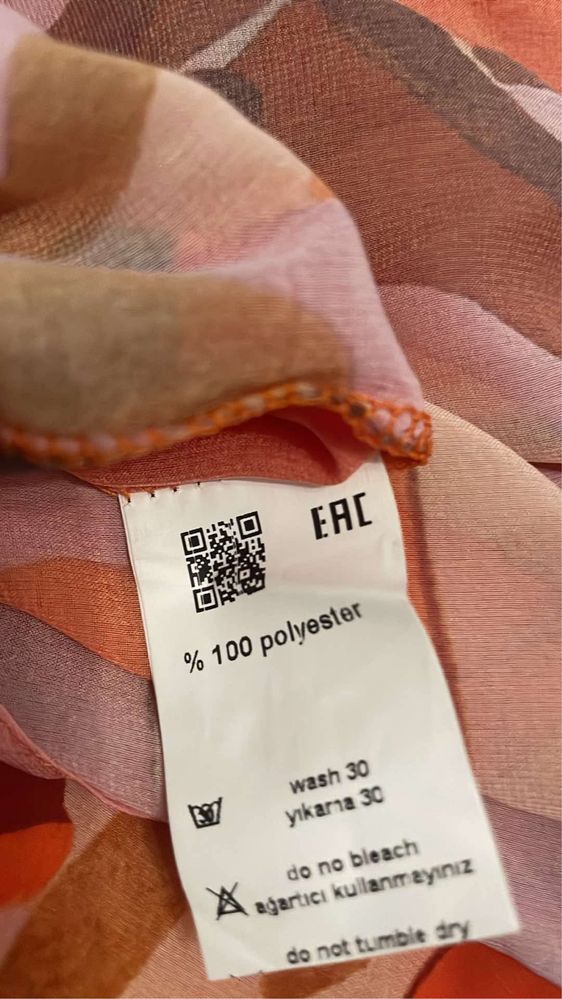 EAC
% 100 polyester
wash 30
yıkama 30
do no bleach
ağartıcı kullanmayınız
do not tumble dry